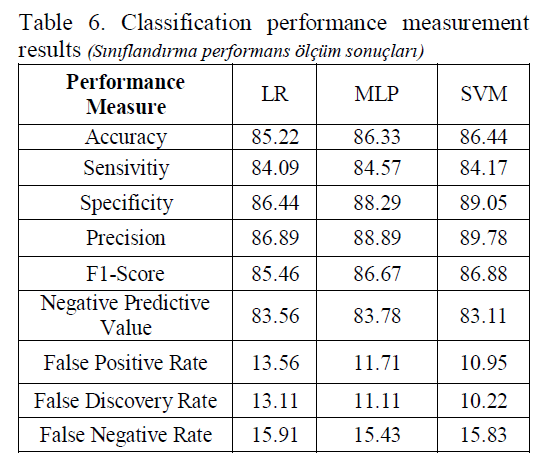 Table 6. Classification performance measurement
results (Sınıflandırma performans ölçüm sonuçları)
Performance
Measure LR MLP SVM
Accuracy 85.22 86.33 86.44
Sensitivitiy 84.09 84.57 84.17
Specificity 86.44 88.29 89.05
Precision 86.89 88.89 89.78
F1-Score 85.46 86.67 86.88
Negative Predictive
Value 83.56 83.78 83.11
False Positive Rate 13.56 11.71 10.95
False Discovery Rate 13.11 11.11 10.22
False Negative Rate 15.91 15.43 15.83